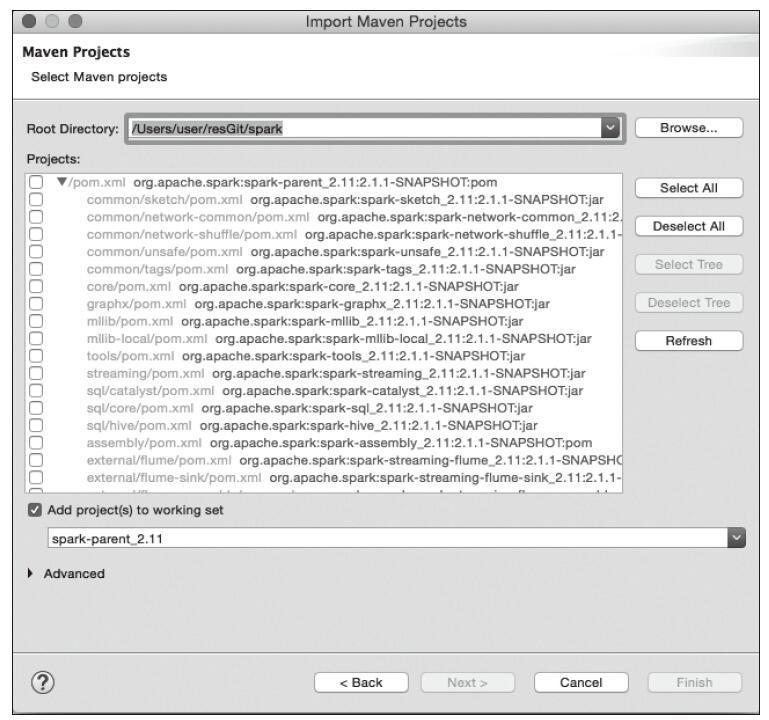 Import Maven Projects
Maven Projects
Select Maven projects
Root Directory: /Users/user/resGit/spark Browse...
Projects:
/pom.xml org.apache.spark:spark-parent_2.11:2.1.1-SNAPSHOT:pom
common/sketch/pom.xml org.apache.spark:spark-sketch_2.11:2.1.1-SNAPSHOT:jar
common/network-common/pom.xml org.apache.spark:spark-network-common_2.11:2.
common/network-shuffle/pom.xml org.apache.spark:spark-network-shuffle_2.11:2.1.1-
common/unsafe/pom.xml org.apache.spark:spark-unsafe_2.11:2.1.1-SNAPSHOT:jar
common/tags/pom.xml org.apache.spark:spark-tags_2.11:2.1.1-SNAPSHOT:jar
core/pom.xml org.apache.spark:spark-core_2.11:2.1.1-SNAPSHOT:jar
graphx/pom.xml org.apache.spark:spark-graphx_2.11:2.1.1-SNAPSHOT:jar
mllib/pom.xml org.apache.spark:spark-mllib_2.11:2.1.1-SNAPSHOT:jar
mllib-local/pom.xml org.apache.spark:spark-mllib-local_2.11:2.1.1-SNAPSHOT:jar
tools/pom.xml org.apache.spark:spark-tools_2.11:2.1.1-SNAPSHOT:jar
streaming/pom.xml org.apache.spark:spark-streaming_2.11:2.1.1-SNAPSHOT:jar
sql/catalyst/pom.xml org.apache.spark:spark-catalyst_2.11:2.1.1-SNAPSHOT:jar
sql/core/pom.xml org.apache.spark:spark-sql_2.11:2.1.1-SNAPSHOT:jar
sql/hive/pom.xml org.apache.spark:spark-hive_2.11:2.1.1-SNAPSHOT:jar
assembly/pom.xml org.apache.spark:spark-assembly_2.11:2.1.1-SNAPSHOT:pom
external/flume/pom.xml org.apache.spark:spark-streaming-flume_2.11:2.1.1-SNAPSHO
external/flume-sink/pom.xml org.apache.spark:spark-streaming-flume-sink_2.11:2.1.1-
Select All
Deselect All
Select Tree
Deselect Tree
Refresh
Add project(s) to working set
spark-parent_2.11
Advanced
?
< Back Next > Cancel Finish